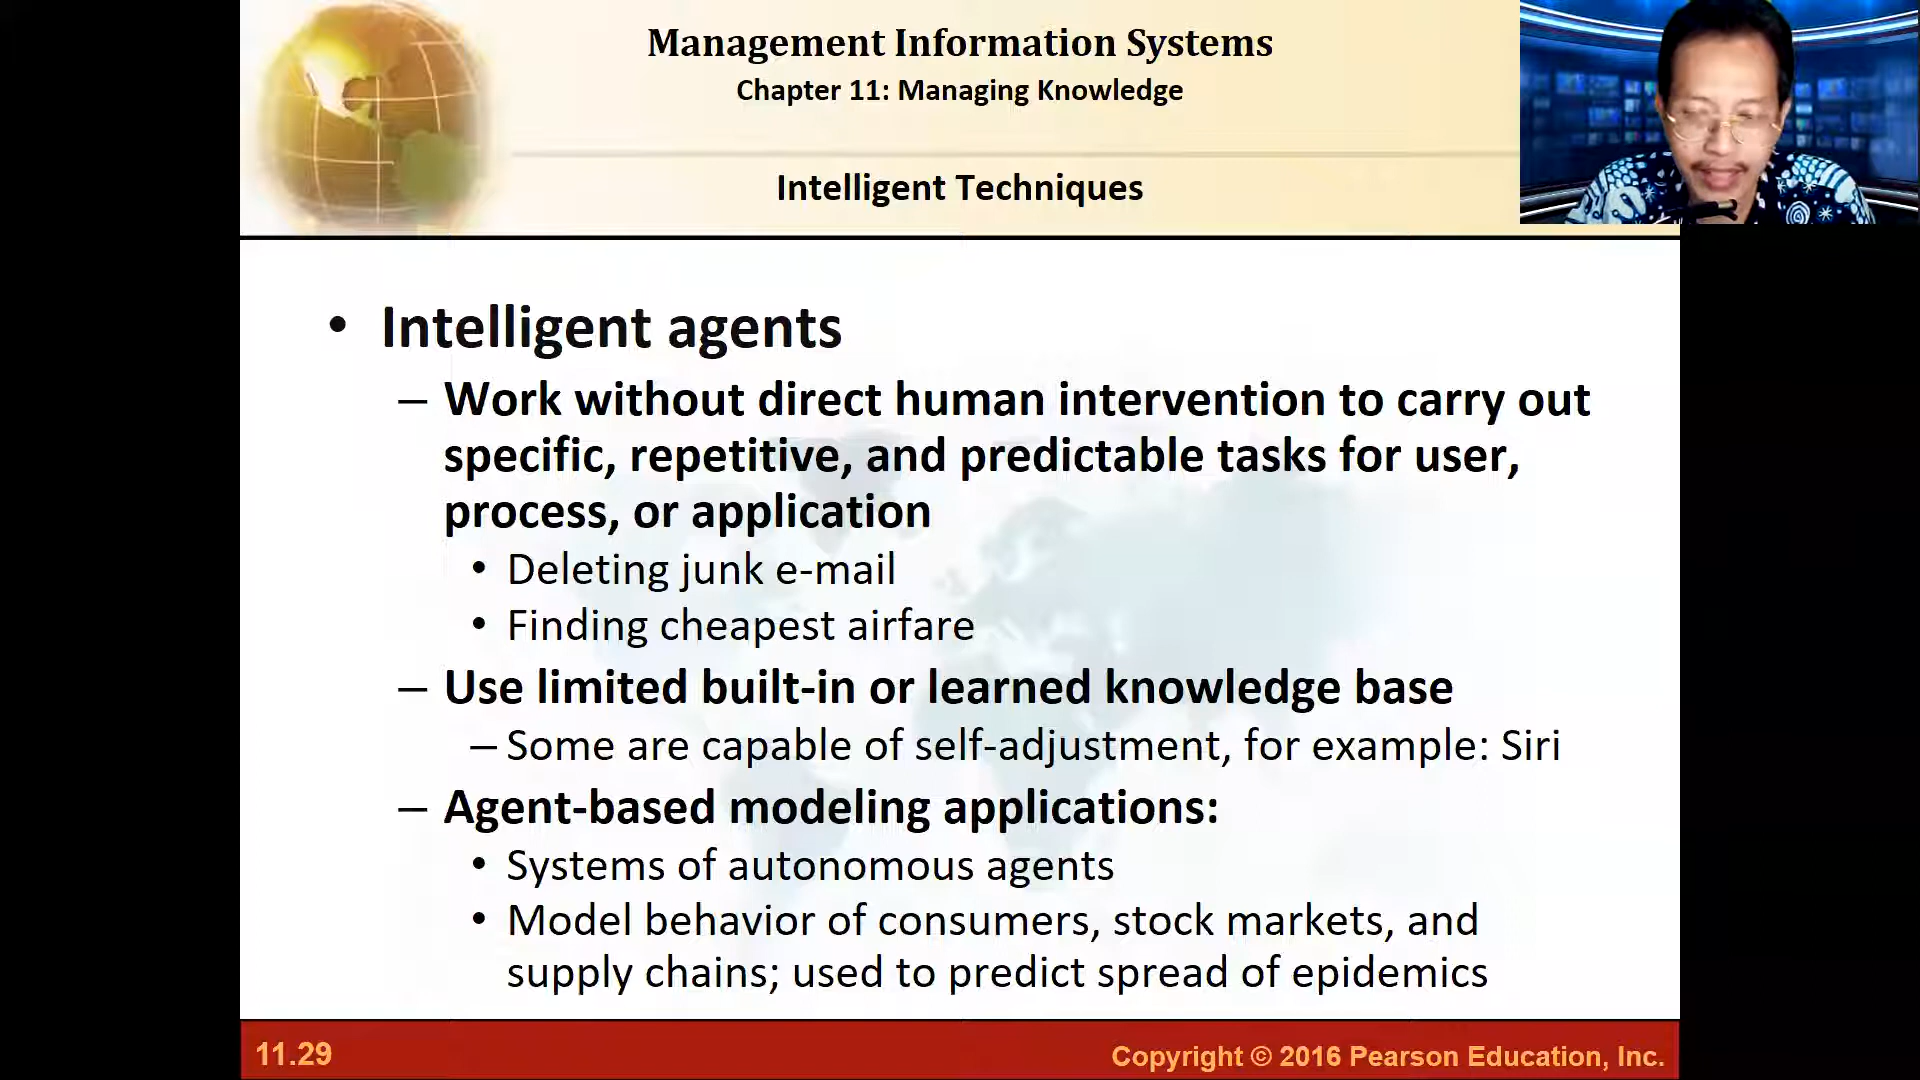 Management Information Systems
Chapter 11: Managing Knowledge
Intelligent Techniques
• Intelligent agents
– Work without direct human intervention to carry out
specific, repetitive, and predictable tasks for user,
process, or application
• Deleting junk e-mail
• Finding cheapest airfare
– Use limited built-in or learned knowledge base
– Some are capable of self-adjustment, for example: Siri
– Agent-based modeling applications:
• Systems of autonomous agents
• Model behavior of consumers, stock markets, and
supply chains; used to predict spread of epidemics
11.29
Copyright © 2016 Pearson Education, Inc.